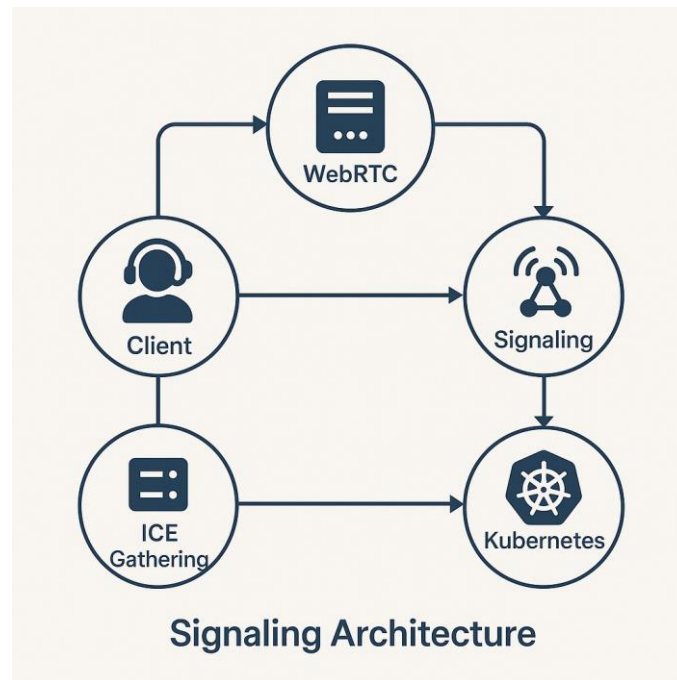 WebRTC
Client
Signaling
ICE
Gathering
Kubernetes
Signaling Architecture